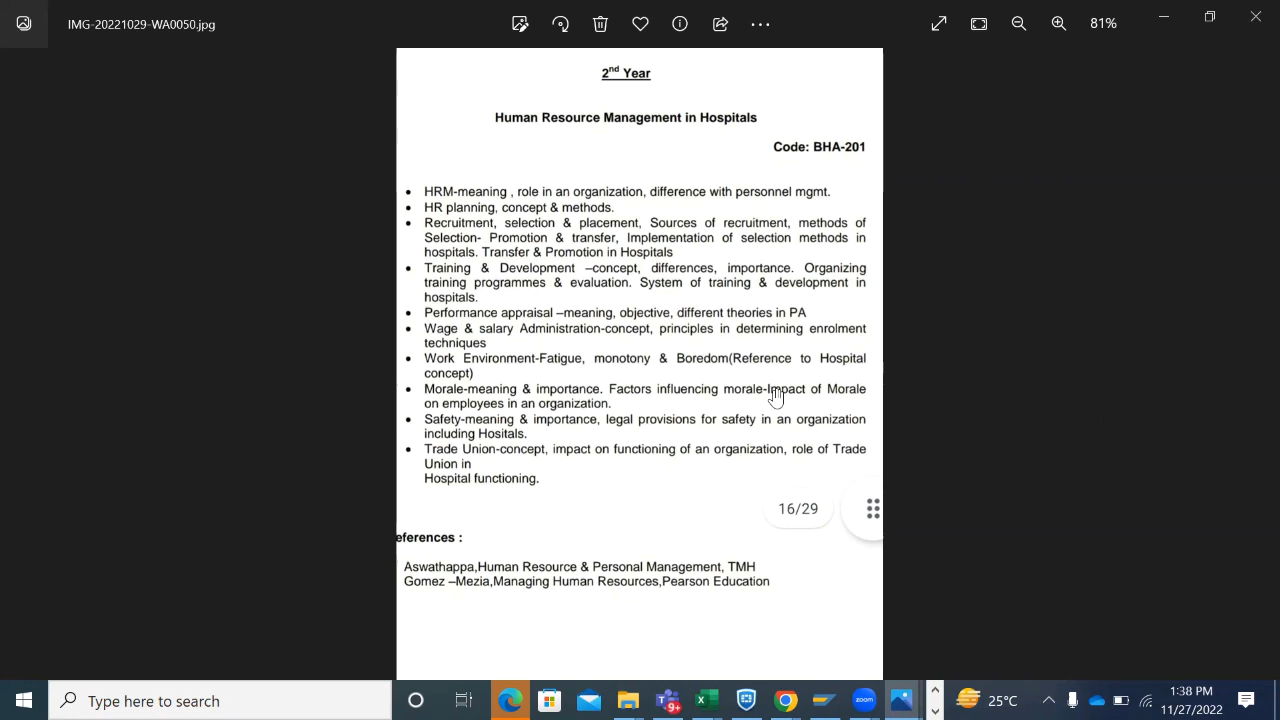 IMG-20221029-WA0050.jpg
81%
2nd Year
Human Resource Management in Hospitals
Code: BHA-201
• HRM-meaning , role in an organization, difference with personnel mgmt.
• HR planning, concept & methods.
• Recruitment, selection & placement, Sources of recruitment, methods of
Selection- Promotion & transfer, Implementation of selection methods in
hospitals. Transfer & Promotion in Hospitals
• Training & Development –concept, differences, importance. Organizing
training programmes & evaluation. System of training & development in
hospitals.
• Performance appraisal –meaning, objective, different theories in PA
• Wage & salary Administration-concept, principles in determining enrolment
techniques
• Work Environment-Fatigue, monotony & Boredom(Reference to Hospital
concept)
• Morale-meaning & importance. Factors influencing morale-Impact of Morale
on employees in an organization.
• Safety-meaning & importance, legal provisions for safety in an organization
including Hositals.
• Trade Union-concept, impact on functioning of an organization, role of Trade
Union in
Hospital functioning.
16/29
eferences :
Aswathappa,Human Resource & Personal Management, TMH
Gomez –Mezia,Managing Human Resources,Pearson Education
Type here to search
9+
zoom
25°C
1:38 PM
11/27/2022